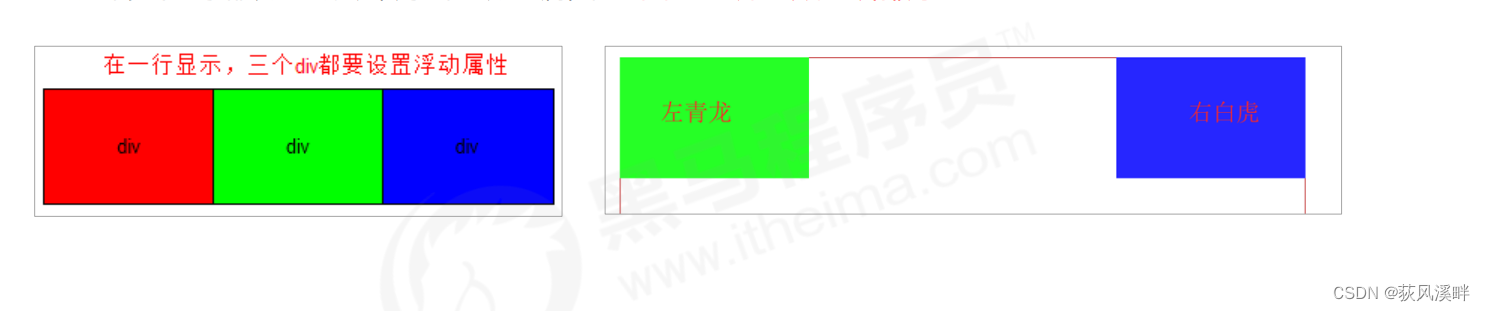 在一行显示，三个div都要设置浮动属性
div
div
div
左青龙
右白虎
黑马程序员TM
www.itheima.com
CSDN @荻风溪畔